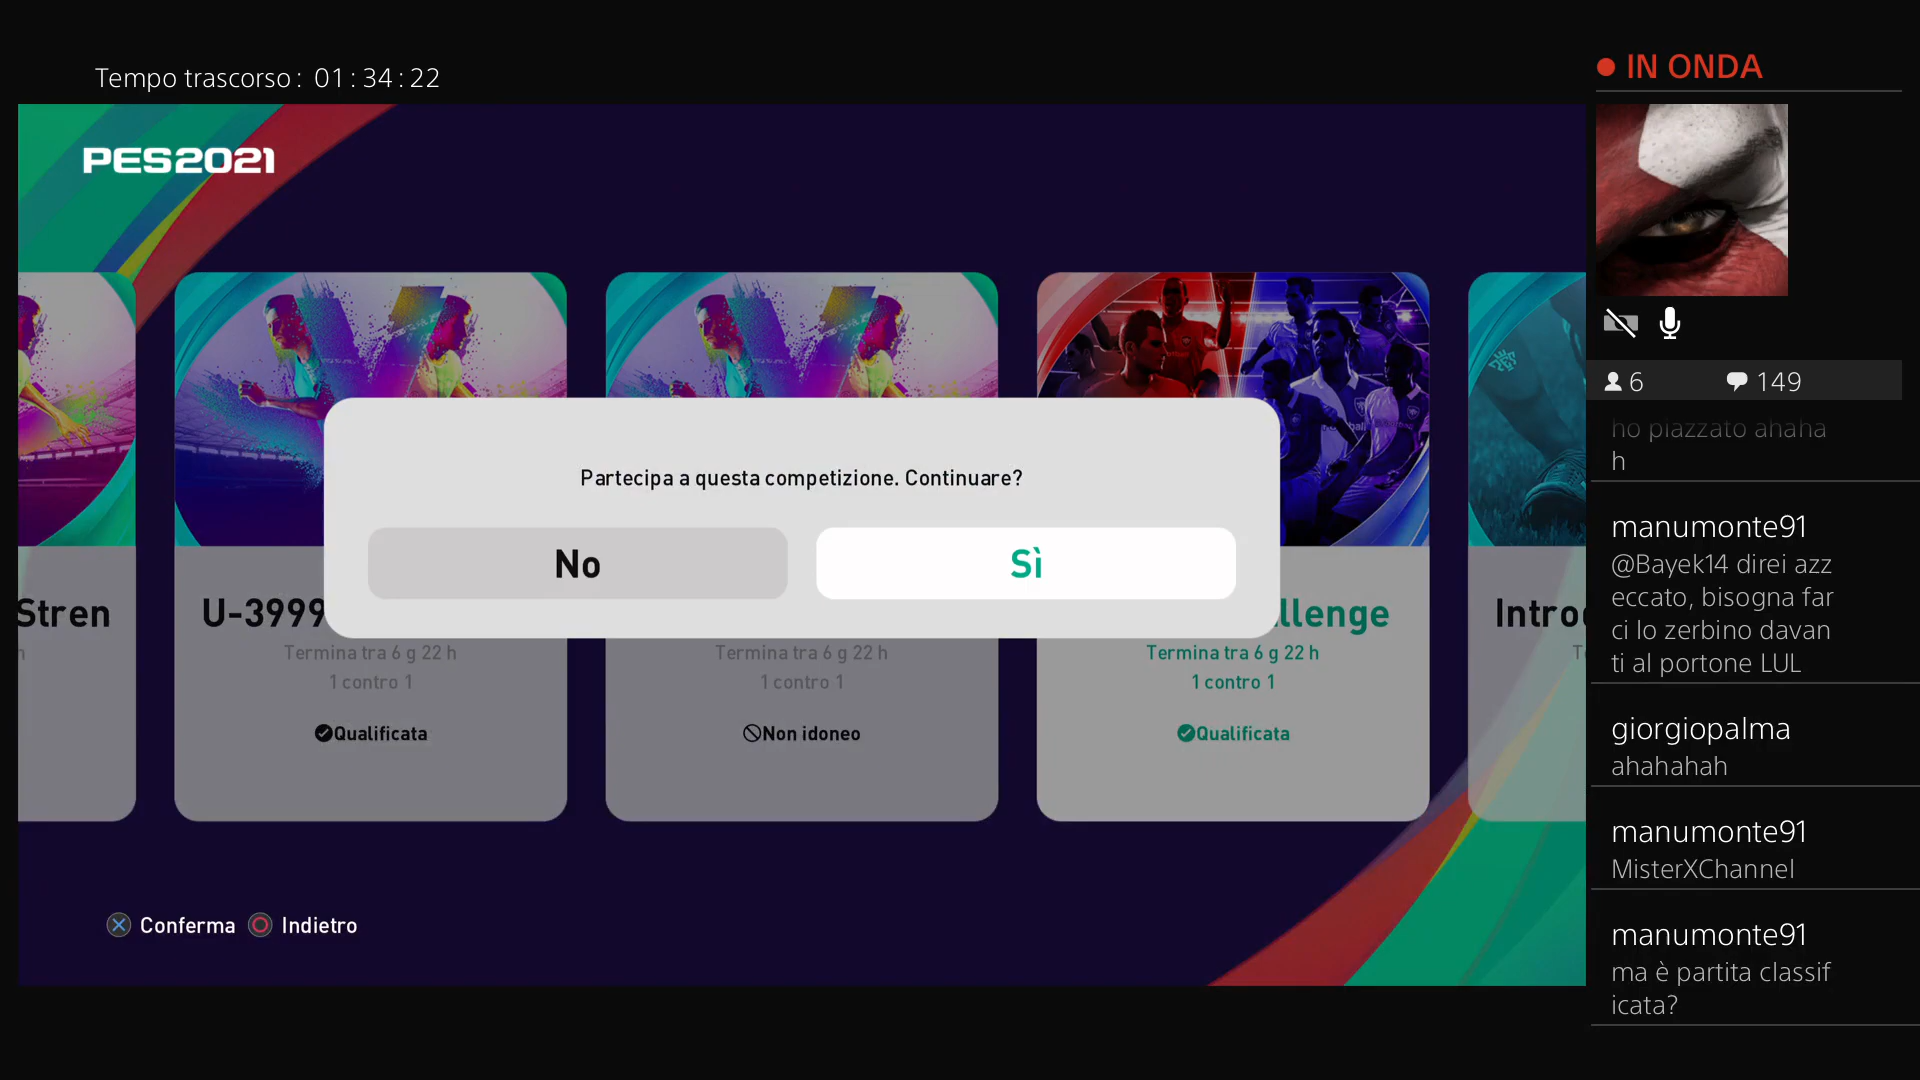 Tempo trascorso : 01 : 34 : 22
IN ONDA
PES2021
6 149
ho piazzato ahaha
h
manumonte91
@Bayek14 direi azz
eccato, bisogna far
ci lo zerbino davan
ti al portone LUL
giorgiopalma
ahahahah
manumonte91
MisterXChannel
manumonte91
ma è partita classif
icata?
Partecipa a questa competizione. Continuare?
No
Sì
Stren
U-3999
Termina tra 6 g 22 h
1 contro 1
Qualificata
Termina tra 6 g 22 h
1 contro 1
Non idoneo
llenge
Termina tra 6 g 22 h
1 contro 1
Qualificata
Intro
Conferma Indietro